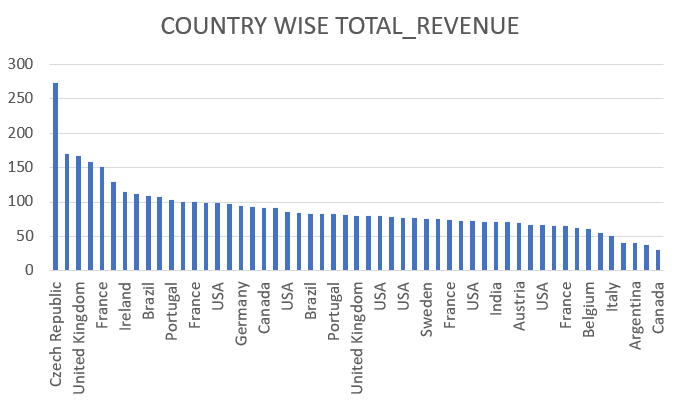 COUNTRY WISE TOTAL_REVENUE
300
250
200
150
100
50
0
Czech Republic
United Kingdom
France
Ireland
Brazil
Portugal
France
USA
Germany
Canada
USA
Brazil
Portugal
United Kingdom
USA
USA
Sweden
France
USA
India
Austria
USA
France
Belgium
Italy
Argentina
Canada